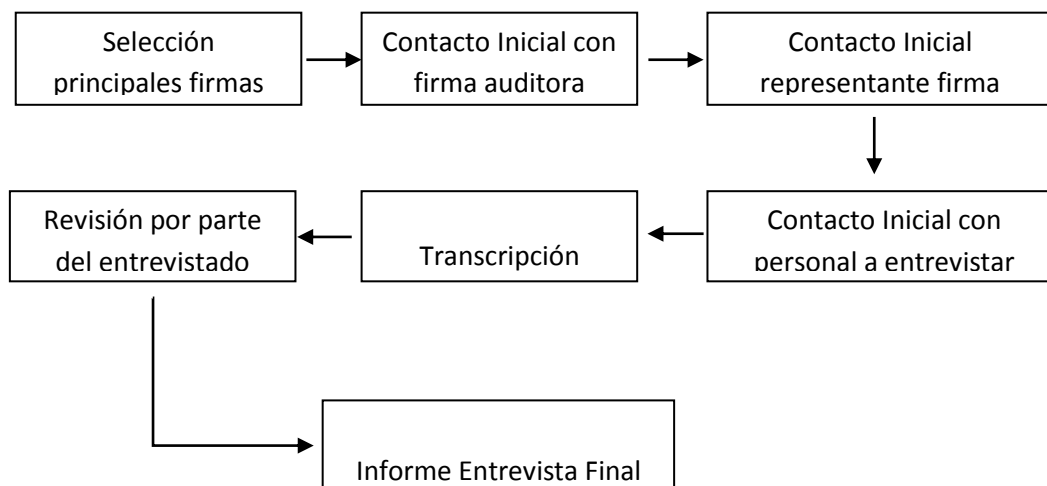 Selección
principales firmas
Contacto Inicial con
firma auditora
Contacto Inicial
representante firma
Contacto Inicial con
personal a entrevistar
Transcripción
Revisión por parte
del entrevistado
Informe Entrevista Final